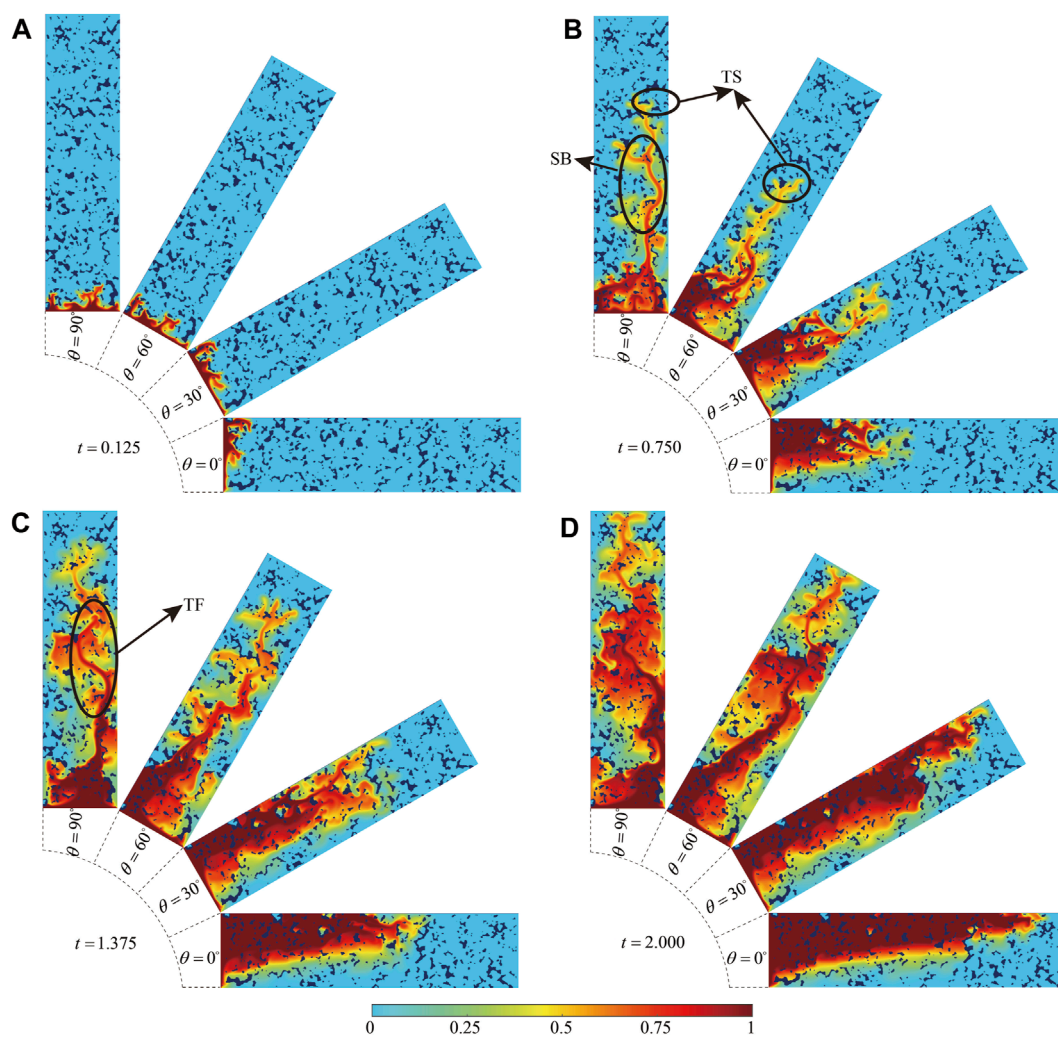 A
θ = 90°
θ = 60°
θ = 30°
θ = 0°
t = 0.125
B
TS
SB
θ = 90°
θ = 60°
θ = 30°
θ = 0°
t = 0.750
C
TF
θ = 90°
θ = 60°
θ = 30°
θ = 0°
t = 1.375
D
θ = 90°
θ = 60°
θ = 30°
θ = 0°
t = 2.000
0 0.25 0.5 0.75 1